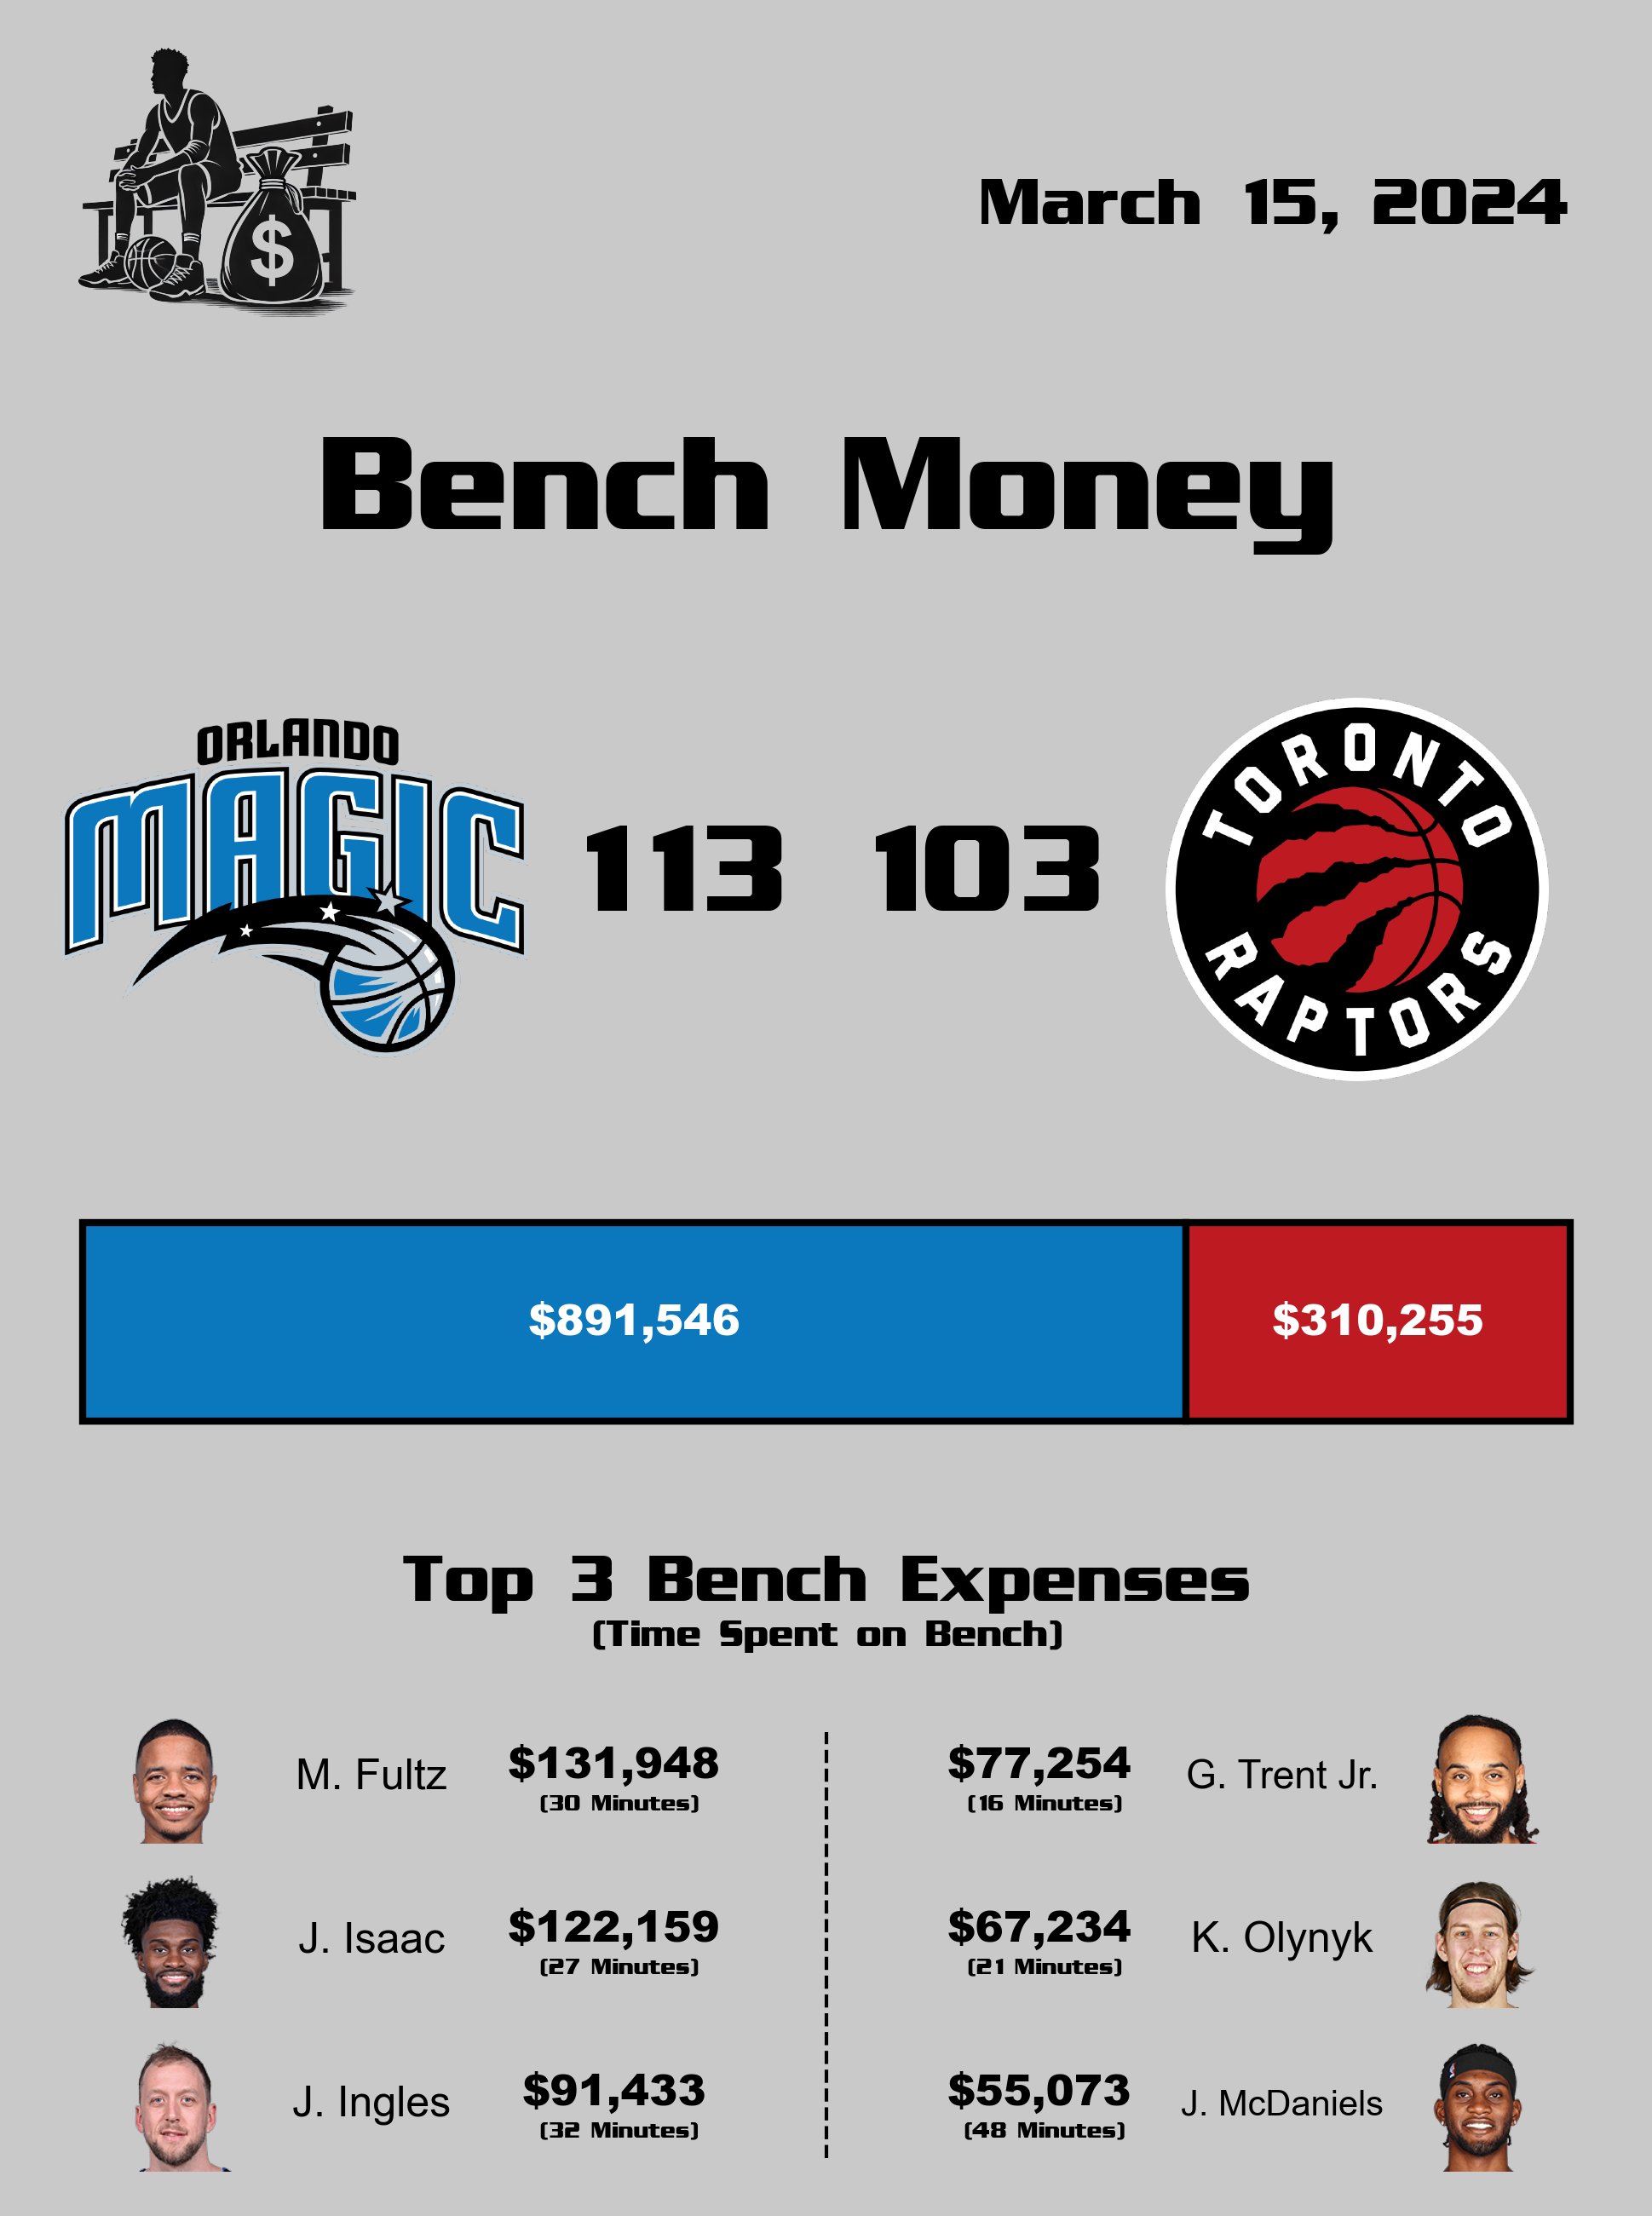 March 15, 2024
$
Bench Money
ORLANDO
MAGIC
113 103
TORONTO
RAPTORS
$891,546 $310,255
Top 3 Bench Expenses
(Time Spent on Bench)
M. Fultz $131,948 $77,254 G. Trent Jr.
(30 Minutes) (16 Minutes)
J. Isaac $122,159 $67,234 K. Olynyk
(27 Minutes) (21 Minutes)
J. Ingles $91,433 $55,073 J. McDaniels
(32 Minutes) (48 Minutes)